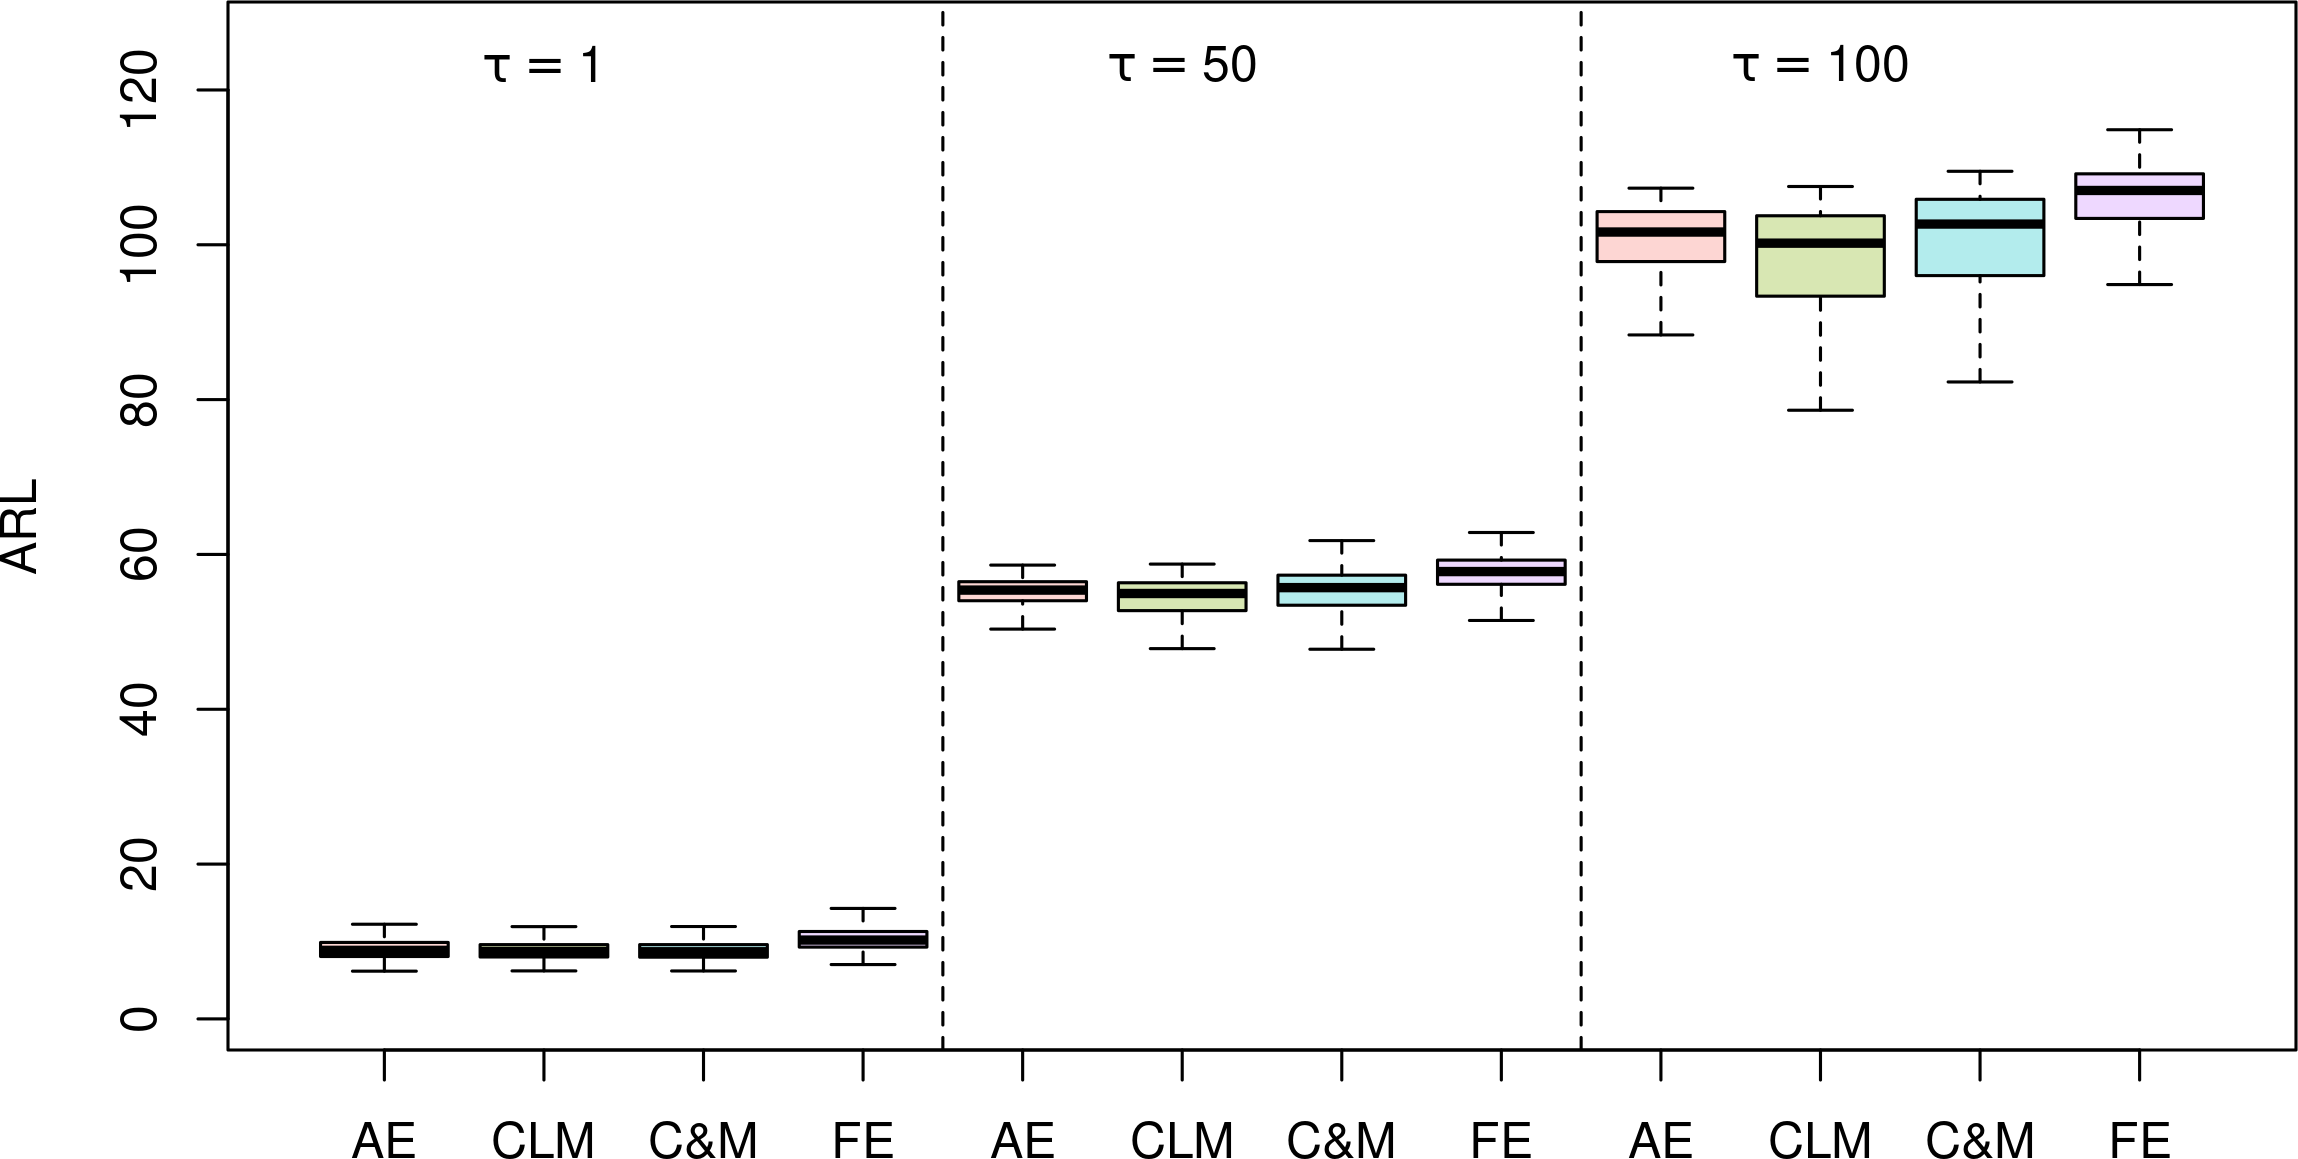 τ = 1
τ = 50
τ = 100
120
100
80
60
40
20
0
ARL
AE CLM C&M FE AE CLM C&M FE AE CLM C&M FE